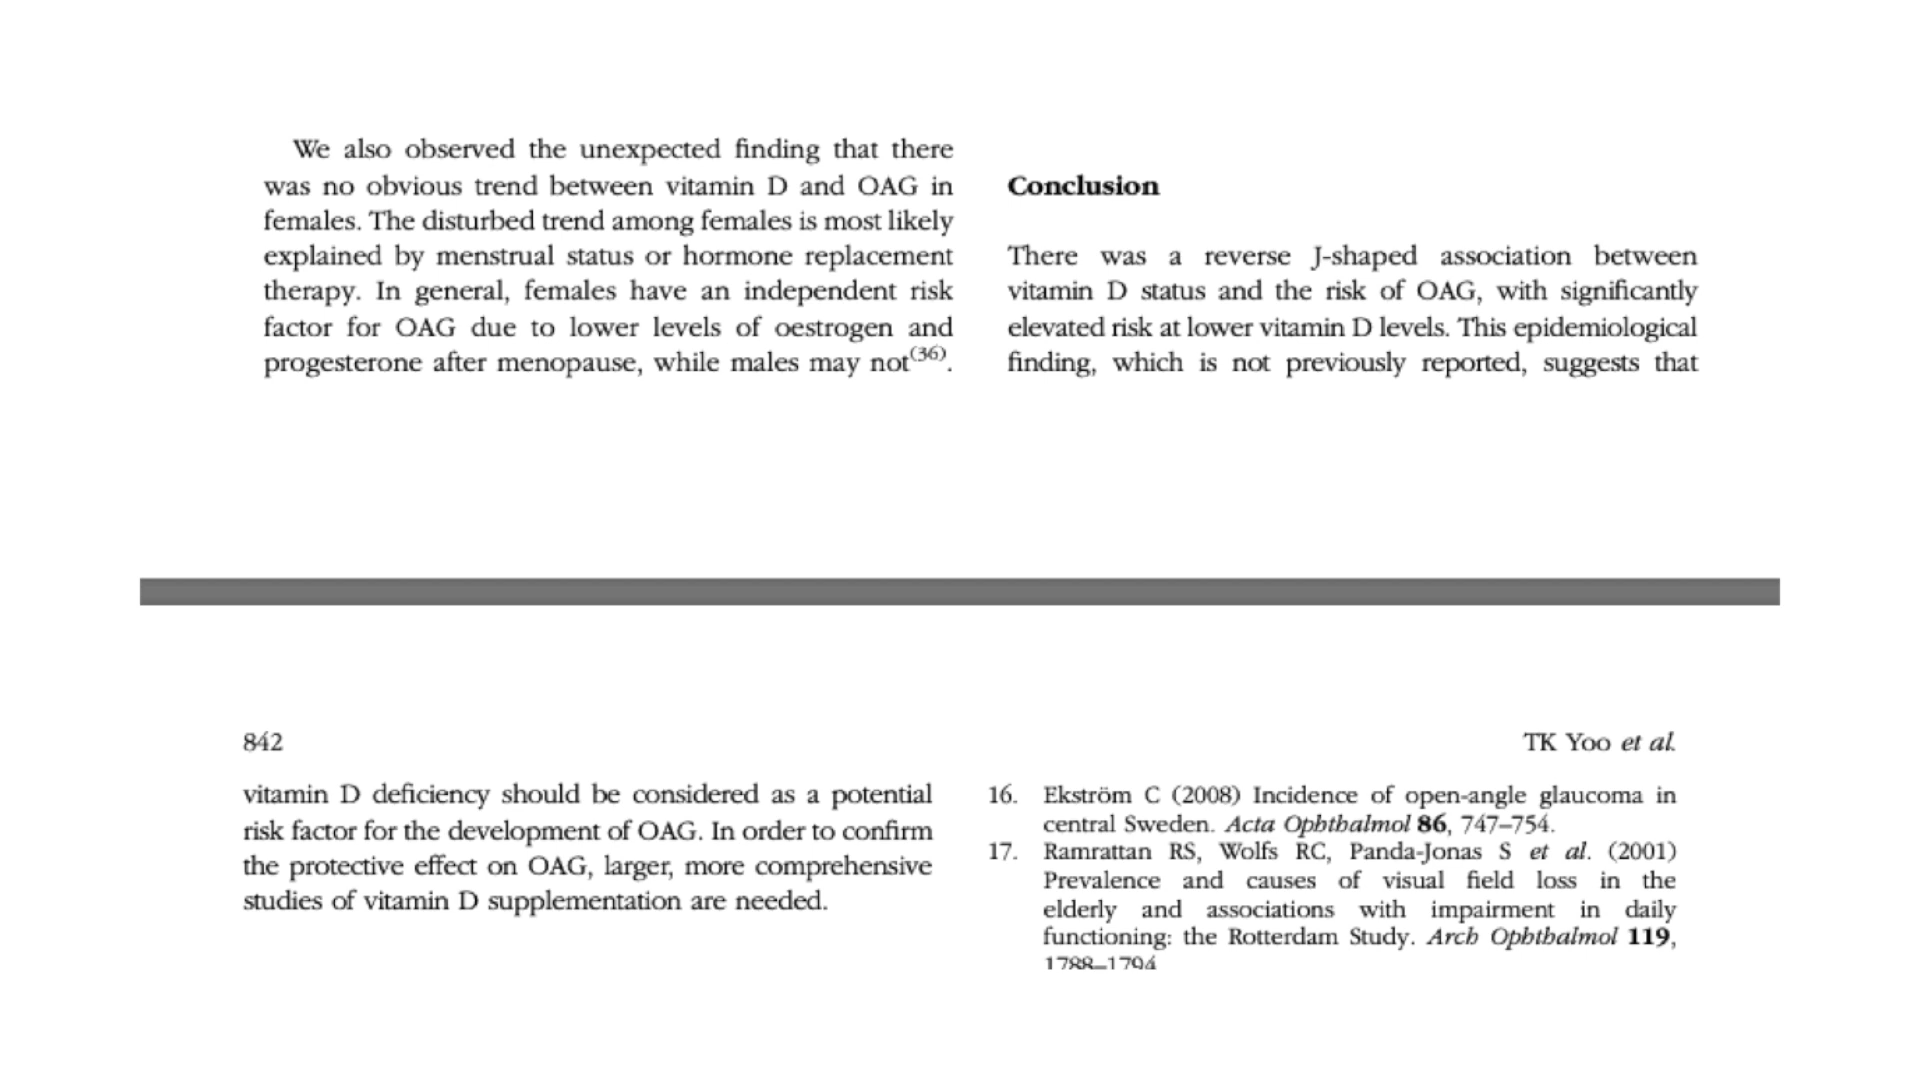 We also observed the unexpected finding that there
was no obvious trend between vitamin D and OAG in
females. The disturbed trend among females is most likely
explained by menstrual status or hormone replacement
therapy. In general, females have an independent risk
factor for OAG due to lower levels of oestrogen and
progesterone after menopause, while males may not(36).
Conclusion
There was a reverse J-shaped association between
vitamin D status and the risk of OAG, with significantly
elevated risk at lower vitamin D levels. This epidemiological
finding, which is not previously reported, suggests that
842
TK Yoo et al.
vitamin D deficiency should be considered as a potential
risk factor for the development of OAG. In order to confirm
the protective effect on OAG, larger, more comprehensive
studies of vitamin D supplementation are needed.
16. Ekström C (2008) Incidence of open-angle glaucoma in
central Sweden. Acta Ophthalmol 86, 747–754.
17. Ramrattan RS, Wolfs RC, Panda-Jonas S et al. (2001)
Prevalence and causes of visual field loss in the
elderly and associations with impairment in daily
functioning: the Rotterdam Study. Arch Ophthalmol 119,
1788–1794